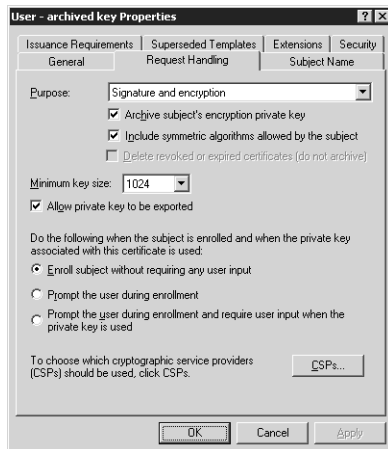 User - archived key Properties
Issuance Requirements Superseded Templates Extensions Security
General Request Handling Subject Name
Purpose: Signature and encryption
Archive subject's encryption private key
Include symmetric algorithms allowed by the subject
Delete revoked or expired certificates (do not archive)
Minimum key size: 1024
Allow private key to be exported
Do the following when the subject is enrolled and when the private key
associated with this certificate is used:
Enroll subject without requiring any user input
Prompt the user during enrollment
Prompt the user during enrollment and require user input when the
private key is used
To choose which cryptographic service providers
(CSPs) should be used, click CSPs.
CSPs...
OK Cancel Apply